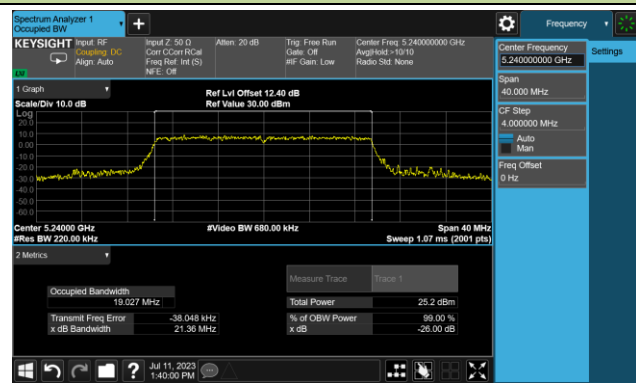 Spectrum Analyzer 1
Occupied BW
+
Frequency
KEYSIGHT
Input: RF
Coupling: DC
Align: Auto
Input Z: 50 Ω
Corr CCorr RCal
Freq Ref: Int (S)
NFE: Off
Atten: 20 dB
Trig: Free Run
Gate: Off
#IF Gain: Low
Center Freq: 5.240000000 GHz
Avg|Hold:>10/10
Radio Std: None
Center Frequency
5.240000000 GHz
Settings
Span
40.000 MHz
CF Step
4.000000 MHz
Auto
Man
Freq Offset
0 Hz
1 Graph
Scale/Div 10.0 dB
Ref Lvl Offset 12.40 dB
Ref Value 30.00 dBm
Log
20.0
10.0
0.00
-10.0
-20.0
-30.0
-40.0
-50.0
-60.0
Center 5.24000 GHz
#Res BW 220.00 kHz
#Video BW 680.00 kHz
Span 40 MHz
Sweep 1.07 ms (2001 pts)
2 Metrics
Measure Trace
Trace 1
Occupied Bandwidth
19.027 MHz
Total Power
25.2 dBm
Transmit Freq Error
-38.048 kHz
% of OBW Power
99.00 %
x dB Bandwidth
21.36 MHz
x dB
-26.00 dB
?
Jul 11, 2023
1:40:00 PM